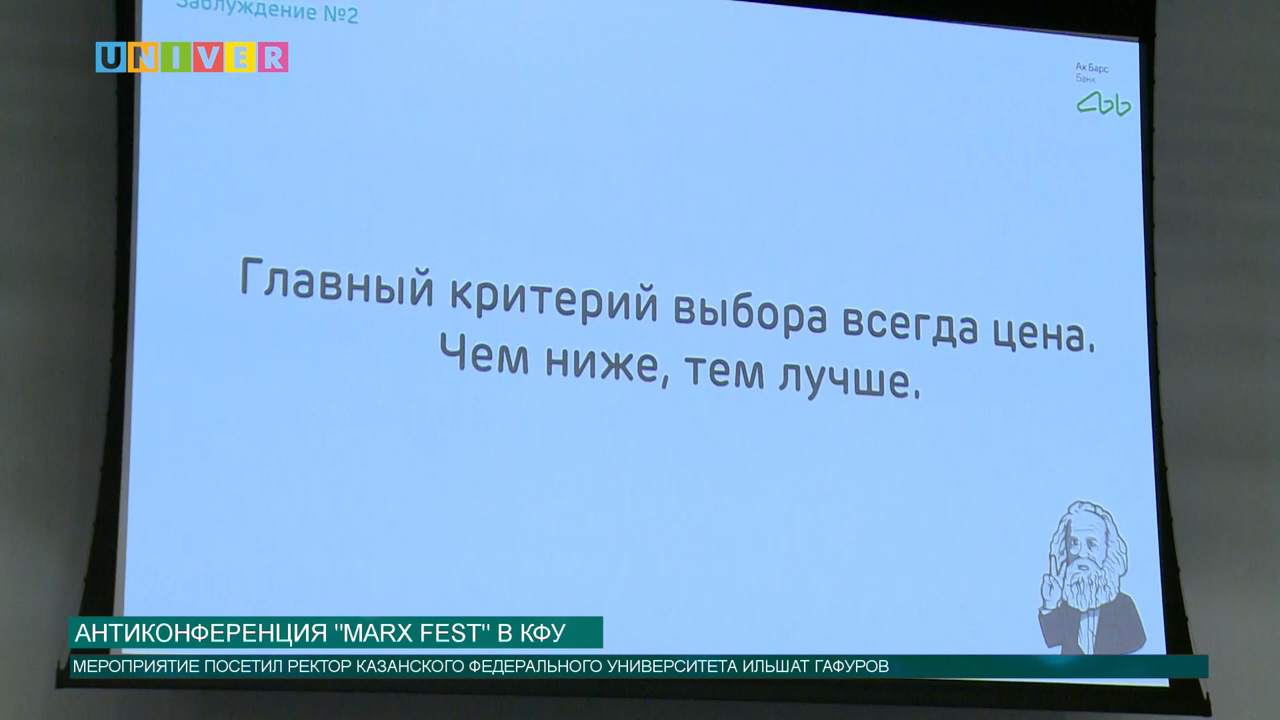 Заблуждение №2
UNIVER
Ак Барс
Банк
Главный критерий выбора всегда цена.
Чем ниже, тем лучше.
АНТИКОНФЕРЕНЦИЯ "MARX FEST" В КФУ
МЕРОПРИЯТИЕ ПОСЕТИЛ РЕКТОР КАЗАНСКОГО ФЕДЕРАЛЬНОГО УНИВЕРСИТЕТА ИЛЬШАТ ГАФУРОВ